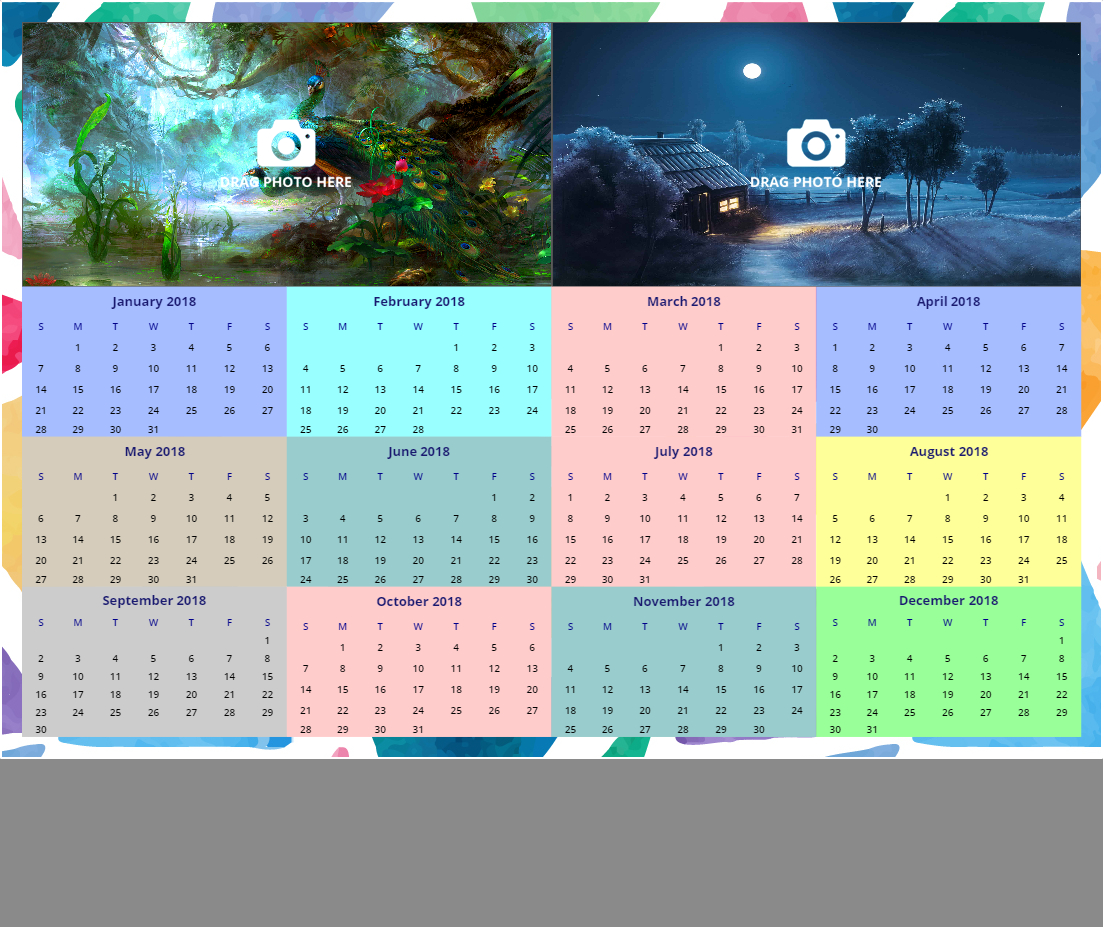 DRAG PHOTO HERE
DRAG PHOTO HERE
January 2018
S M T W T F S
1 2 3 4 5 6
7 8 9 10 11 12 13
14 15 16 17 18 19 20
21 22 23 24 25 26 27
28 29 30 31
February 2018
S M T W T F S
1 2 3
4 5 6 7 8 9 10
11 12 13 14 15 16 17
18 19 20 21 22 23 24
25 26 27 28
March 2018
S M T W T F S
1 2 3
4 5 6 7 8 9 10
11 12 13 14 15 16 17
18 19 20 21 22 23 24
25 26 27 28 29 30 31
April 2018
S M T W T F S
1 2 3 4 5 6 7
8 9 10 11 12 13 14
15 16 17 18 19 20 21
22 23 24 25 26 27 28
29 30
May 2018
S M T W T F S
1 2 3 4 5
6 7 8 9 10 11 12
13 14 15 16 17 18 19
20 21 22 23 24 25 26
27 28 29 30 31
June 2018
S M T W T F S
1 2
3 4 5 6 7 8 9
10 11 12 13 14 15 16
17 18 19 20 21 22 23
24 25 26 27 28 29 30
July 2018
S M T W T F S
1 2 3 4 5 6 7
8 9 10 11 12 13 14
15 16 17 18 19 20 21
22 23 24 25 26 27 28
29 30 31
August 2018
S M T W T F S
1 2 3 4
5 6 7 8 9 10 11
12 13 14 15 16 17 18
19 20 21 22 23 24 25
26 27 28 29 30 31
September 2018
S M T W T F S
1
2 3 4 5 6 7 8
9 10 11 12 13 14 15
16 17 18 19 20 21 22
23 24 25 26 27 28 29
30
October 2018
S M T W T F S
1 2 3 4 5 6
7 8 9 10 11 12 13
14 15 16 17 18 19 20
21 22 23 24 25 26 27
28 29 30 31
November 2018
S M T W T F S
1 2 3
4 5 6 7 8 9 10
11 12 13 14 15 16 17
18 19 20 21 22 23 24
25 26 27 28 29 30
December 2018
S M T W T F S
1
2 3 4 5 6 7 8
9 10 11 12 13 14 15
16 17 18 19 20 21 22
23 24 25 26 27 28 29
30 31